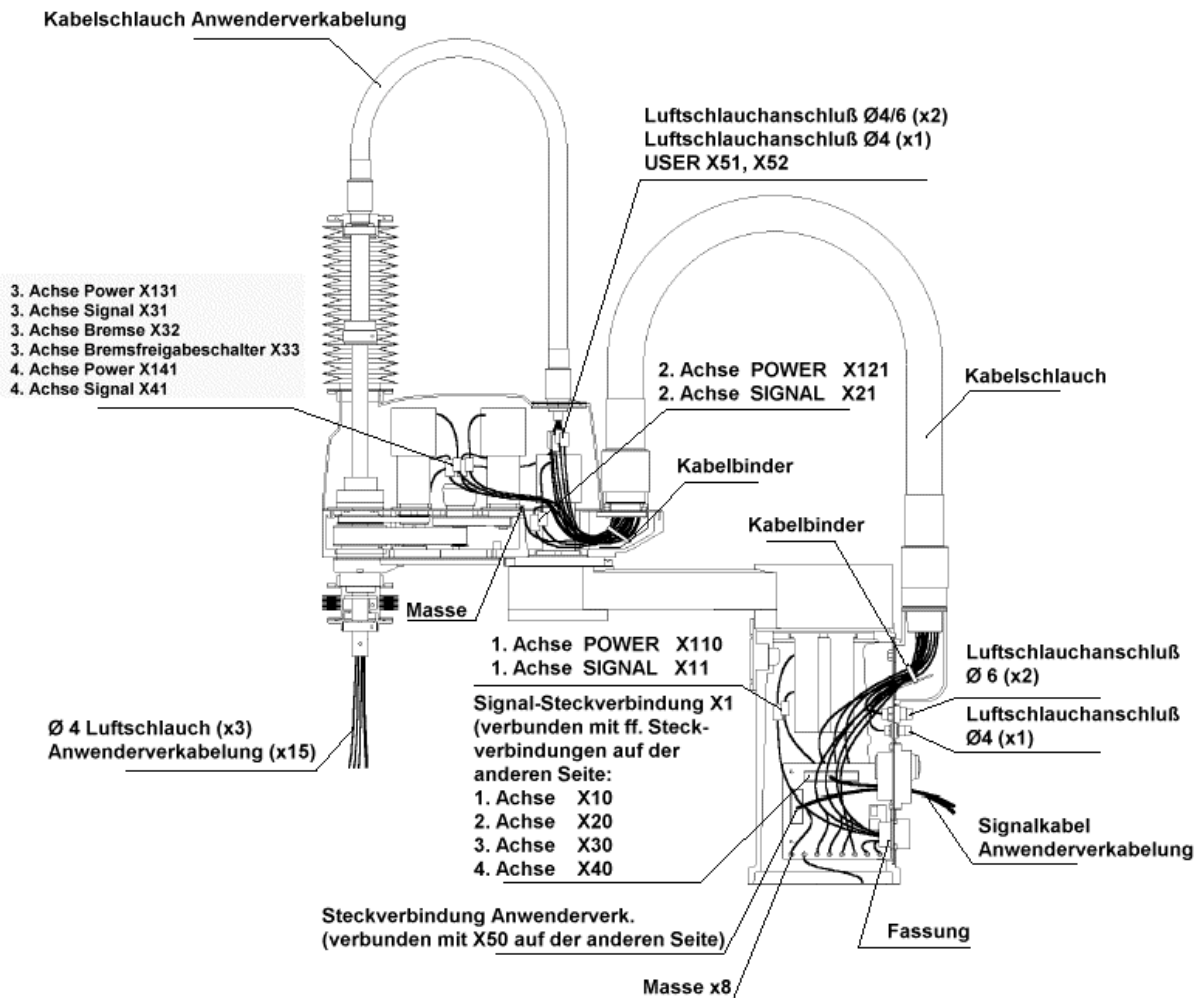 Kabelschlauch Anwenderverkabelung
Luftschlauchanschluß Ø4/6 (x2)
Luftschlauchanschluß Ø4 (x1)
USER X51, X52
3. Achse Power X131
3. Achse Signal X31
3. Achse Bremse X32
3. Achse Bremsfreigabeschalter X33
4. Achse Power X141
4. Achse Signal X41
2. Achse POWER X121
2. Achse SIGNAL X21
Kabelschlauch
Kabelbinder
Kabelbinder
Masse
1. Achse POWER X110
1. Achse SIGNAL X11
Luftschlauchanschluß
Ø 6 (x2)
Luftschlauchanschluß
Ø4 (x1)
Signal-Steckverbindung X1
(verbunden mit ff. Steck-
verbindungen auf der
anderen Seite:
1. Achse X10
2. Achse X20
3. Achse X30
4. Achse X40
Ø 4 Luftschlauch (x3)
Anwenderverkabelung (x15)
Signalkabel
Anwenderverkabelung
Steckverbindung Anwenderverk.
(verbunden mit X50 auf der anderen Seite)
Fassung
Masse x8